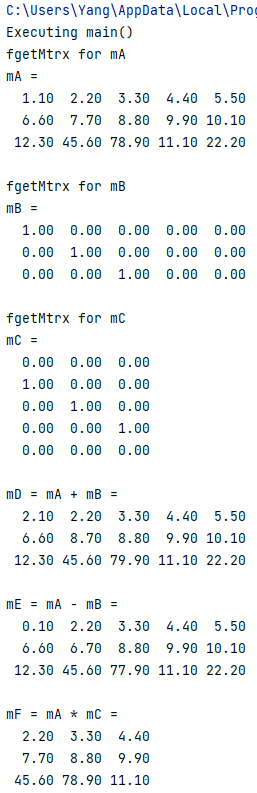 C:\Users\Yang\AppData\Local\Prog
Executing main()
fgetMtrx for mA
mA =
  1.10  2.20  3.30  4.40  5.50
  6.60  7.70  8.80  9.90 10.10
 12.30 45.60 78.90 11.10 22.20

fgetMtrx for mB
mB =
  1.00  0.00  0.00  0.00  0.00
  0.00  1.00  0.00  0.00  0.00
  0.00  0.00  1.00  0.00  0.00

fgetMtrx for mC
mC =
  0.00  0.00  0.00
  1.00  0.00  0.00
  0.00  1.00  0.00
  0.00  0.00  1.00
  0.00  0.00  0.00

mD = mA + mB =
  2.10  2.20  3.30  4.40  5.50
  6.60  8.70  8.80  9.90 10.10
 12.30 45.60 79.90 11.10 22.20

mE = mA - mB =
  0.10  2.20  3.30  4.40  5.50
  6.60  6.70  8.80  9.90 10.10
 12.30 45.60 77.90 11.10 22.20

mF = mA * mC =
  2.20  3.30  4.40
  7.70  8.80  9.90
 45.60 78.90 11.10